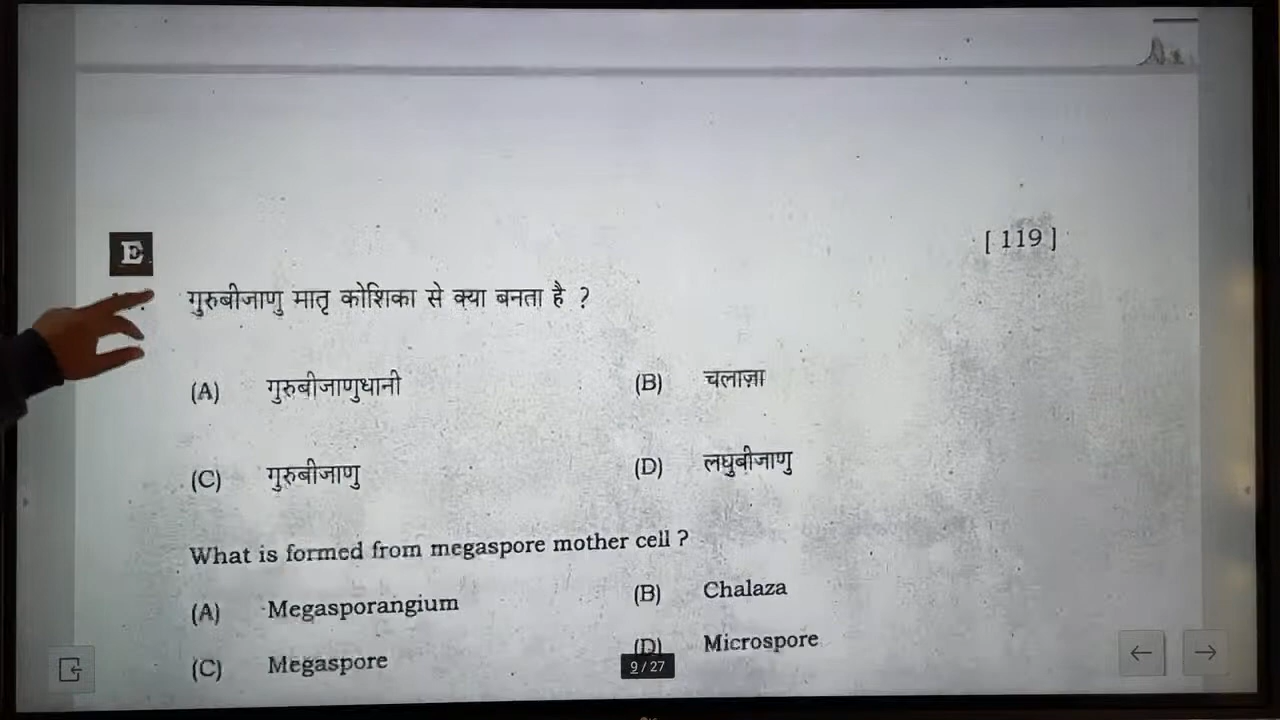 E
[ 119 ]
गुरुबीजाणु मातृ कोशिका से क्या बनता है ?
(A) गुरुबीजाणुधानी (B) चलाज़ा
(C) गुरुबीजाणु (D) लघुबीजाणु
What is formed from megaspore mother cell ?
(A) Megasporangium (B) Chalaza
(C) Megaspore (D) Microspore
9 / 27